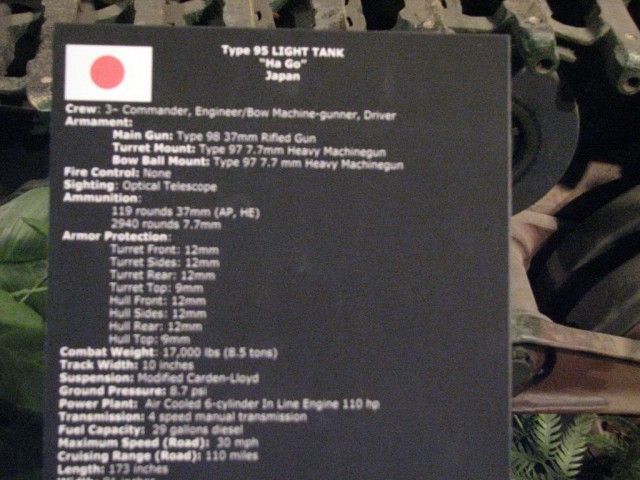 Type 95 LIGHT TANK
"Ha Go"
Japan
Crew: 3- Commander, Engineer/Bow Machine-gunner, Driver
Armament:
Main Gun: Type 98 37mm Rifled Gun
Turret Mount: Type 97 7.7mm Heavy Machinegun
Bow Ball Mount: Type 97 7.7 mm Heavy Machinegun
Fire Control: None
Sighting: Optical Telescope
Ammunition:
119 rounds 37mm (AP, HE)
2940 rounds 7.7mm
Armor Protection:
Turret Front: 12mm
Turret Sides: 12mm
Turret Rear: 12mm
Turret Top: 9mm
Hull Front: 12mm
Hull Sides: 12mm
Hull Rear: 12mm
Hull Top: 9mm
Combat Weight: 17,000 lbs (8.5 tons)
Track Width: 10 inches
Suspension: Modified Carden-Lloyd
Ground Pressure: 8.7 psi
Power Plant: Air Cooled 6-cylinder In Line Engine 110 hp
Transmission: 4 speed manual transmission
Fuel Capacity: 29 gallons diesel
Maximum Speed (Road): 30 mph
Cruising Range (Road): 110 miles
Length: 173 inches